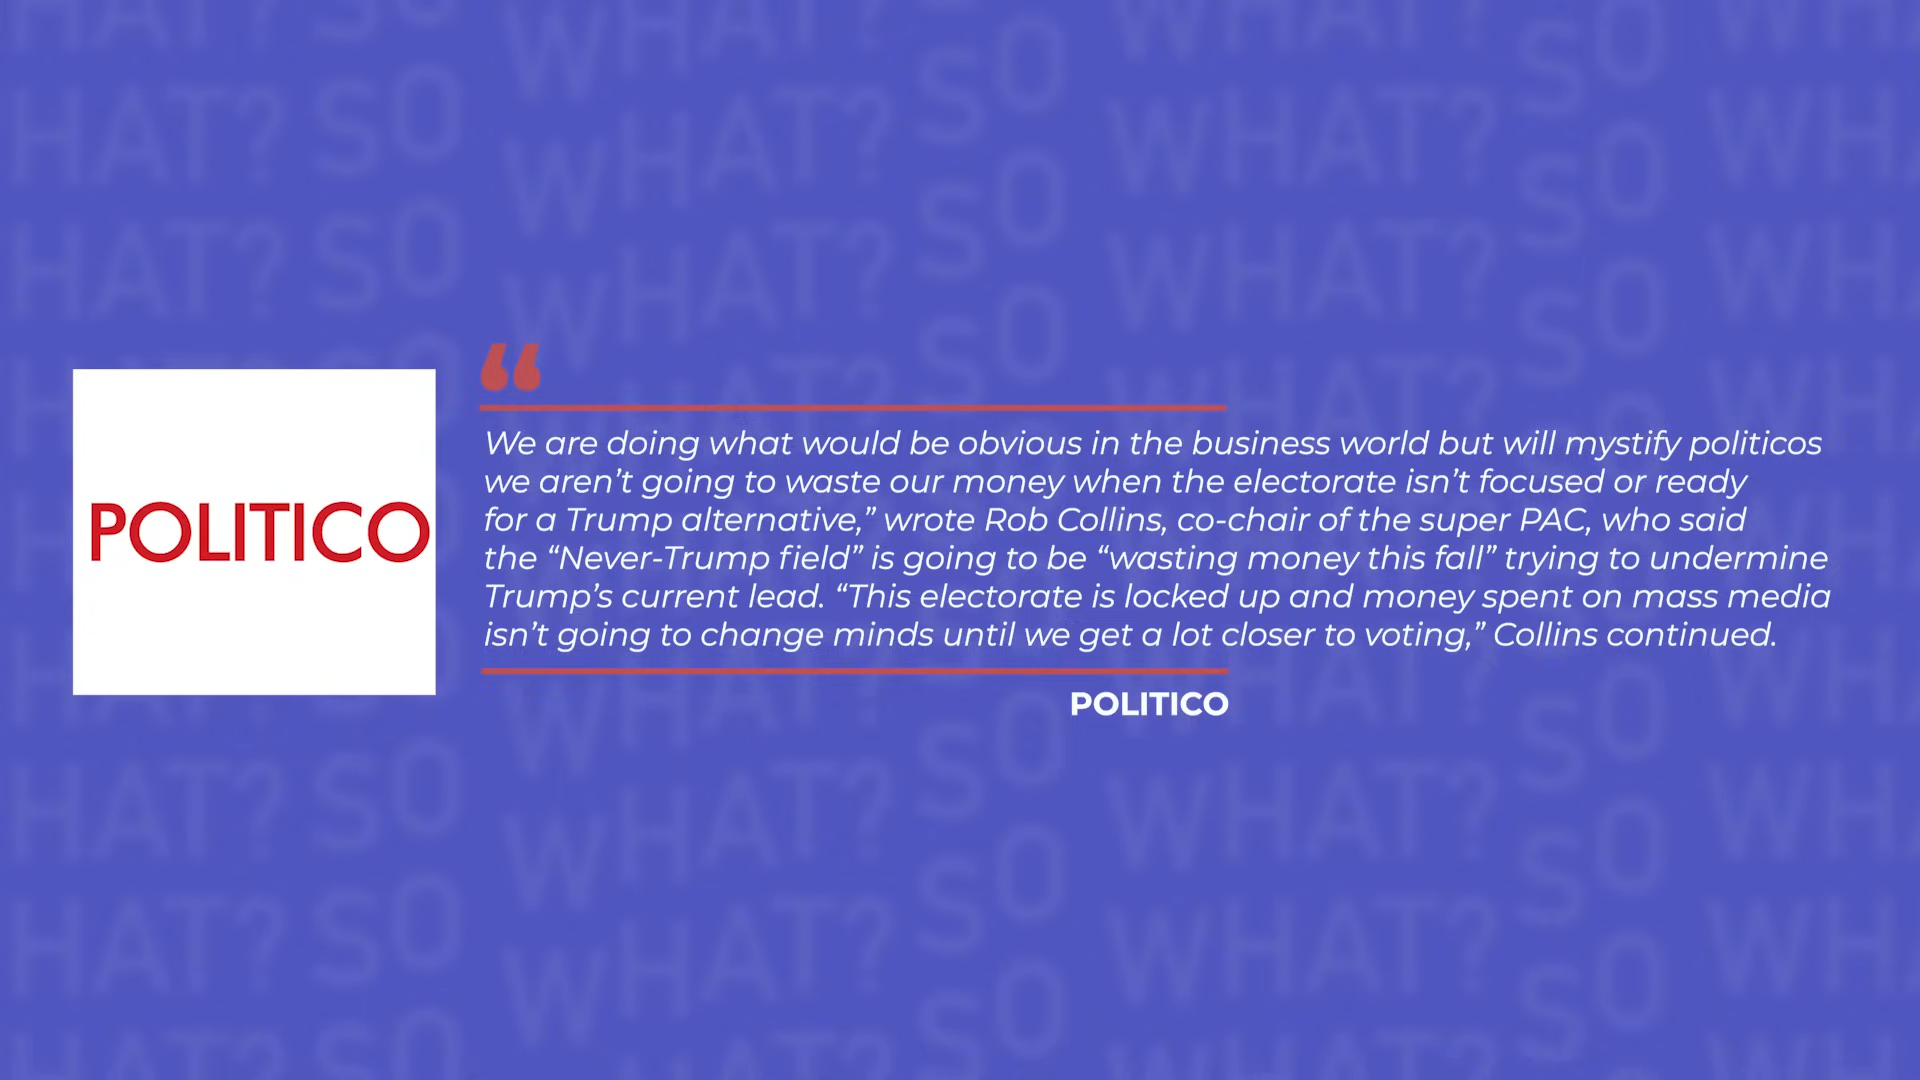 POLITICO
“
We are doing what would be obvious in the business world but will mystify politicos
we aren’t going to waste our money when the electorate isn’t focused or ready
for a Trump alternative,” wrote Rob Collins, co-chair of the super PAC, who said
the “Never-Trump field” is going to be “wasting money this fall” trying to undermine
Trump’s current lead. “This electorate is locked up and money spent on mass media
isn’t going to change minds until we get a lot closer to voting,” Collins continued.
POLITICO
SO WHAT?